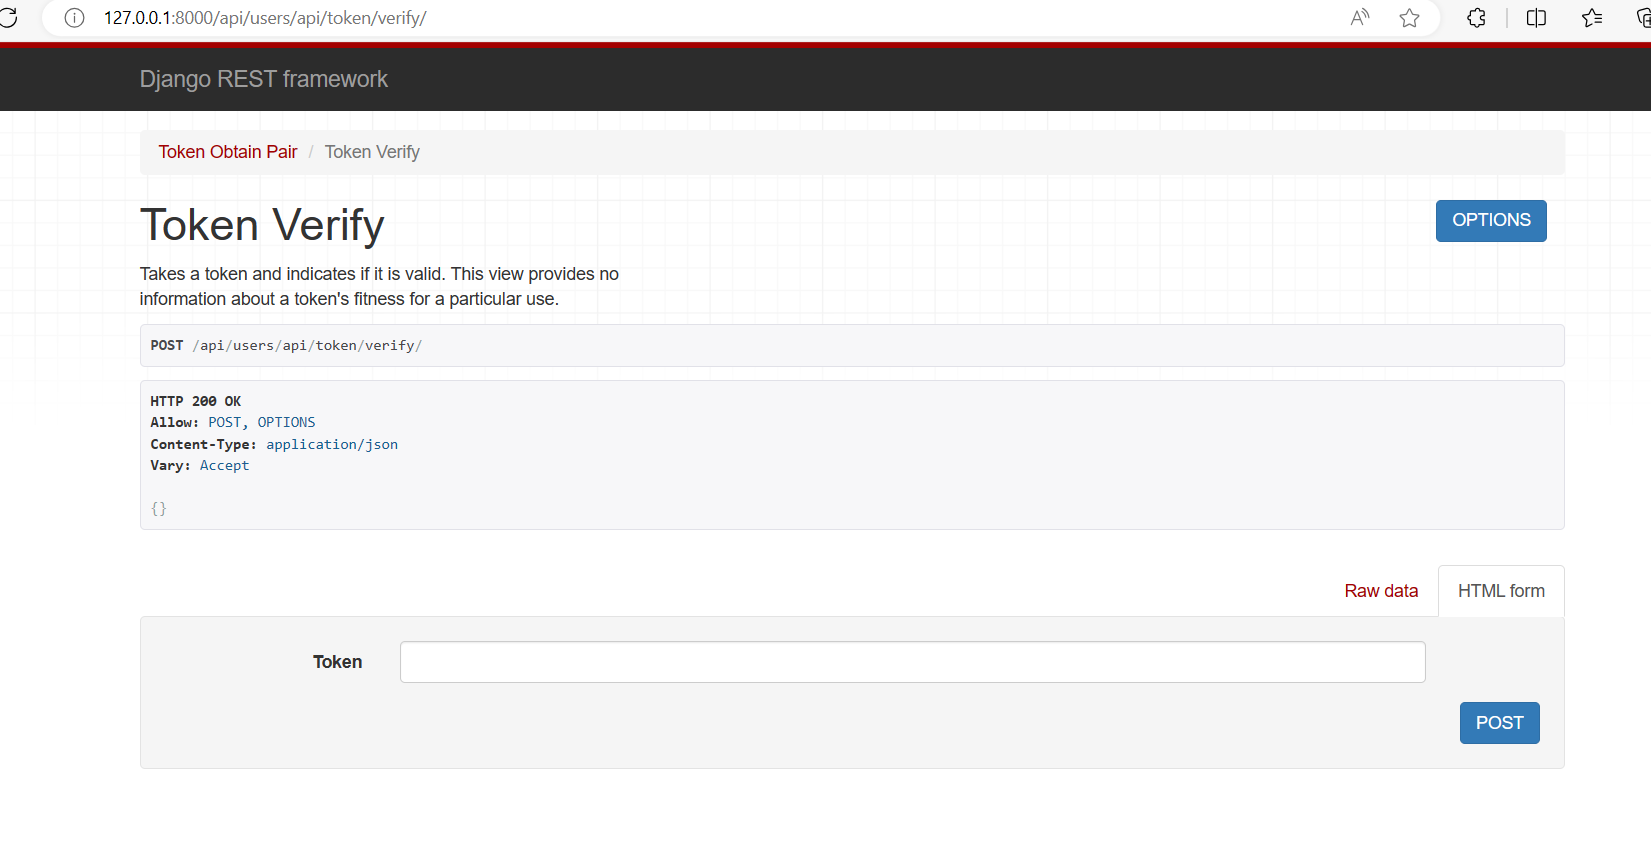 127.0.0.1:8000/api/users/api/token/verify/
Django REST framework
Token Obtain Pair / Token Verify
Token Verify
OPTIONS
Takes a token and indicates if it is valid. This view provides no
information about a token's fitness for a particular use.
POST /api/users/api/token/verify/
HTTP 200 OK
Allow: POST, OPTIONS
Content-Type: application/json
Vary: Accept
{}
Raw data
HTML form
Token
POST